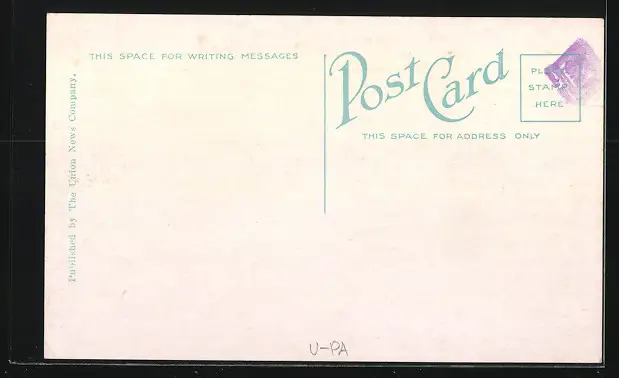 THIS SPACE FOR WRITING MESSAGES
Published by The Union News Company.
Post Card
THIS SPACE FOR ADDRESS ONLY
STAMP
HERE
U-PA